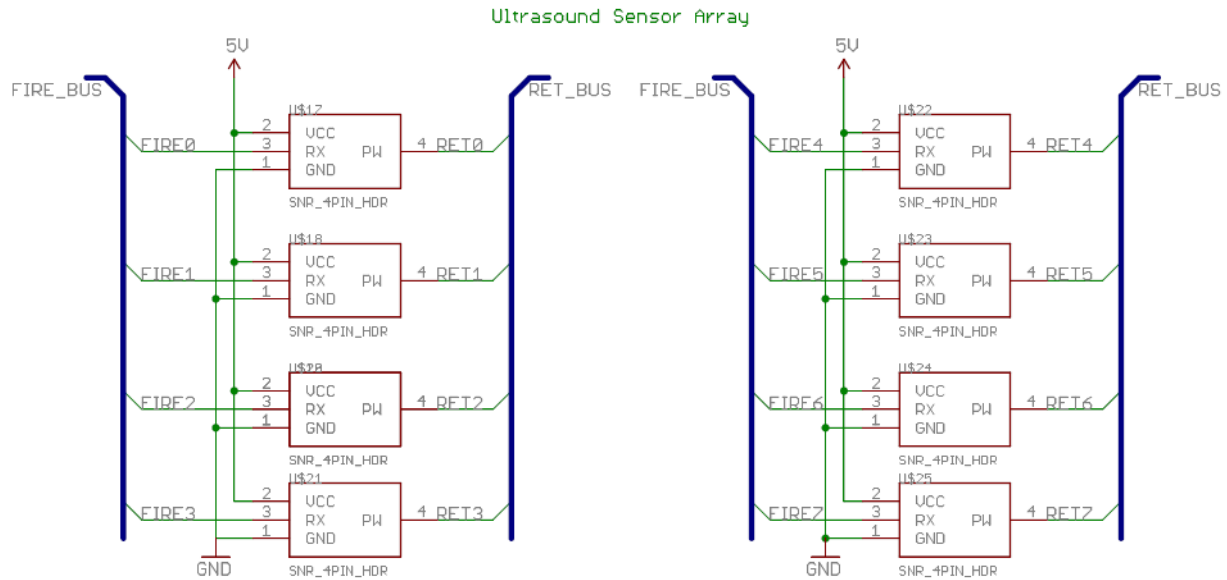 Ultrasound Sensor Array
5V
FIRE_BUS
RET_BUS
U$17
2 VCC
FIRE0 3 RX PW 4 RET0
1 GND
SNR_4PIN_HDR
U$18
2 VCC
FIRE1 3 RX PW 4 RET1
1 GND
SNR_4PIN_HDR
U$20
2 VCC
FIRE2 3 RX PW 4 RET2
1 GND
SNR_4PIN_HDR
U$21
2 VCC
FIRE3 3 RX PW 4 RET3
1 GND
SNR_4PIN_HDR
GND
5V
FIRE_BUS
RET_BUS
U$22
2 VCC
FIRE4 3 RX PW 4 RET4
1 GND
SNR_4PIN_HDR
U$23
2 VCC
FIRE5 3 RX PW 4 RET5
1 GND
SNR_4PIN_HDR
U$24
2 VCC
FIRE6 3 RX PW 4 RET6
1 GND
SNR_4PIN_HDR
U$25
2 VCC
FIRE7 3 RX PW 4 RET7
1 GND
SNR_4PIN_HDR
GND